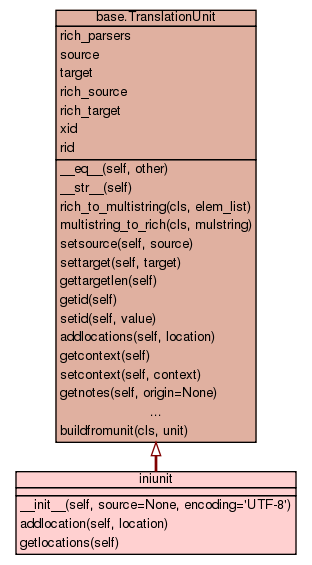 base.TranslationUnit
rich_parsers
source
target
rich_source
rich_target
xid
rid
__eq__(self, other)
__str__(self)
rich_to_multistring(cls, elem_list)
multistring_to_rich(cls, mulstring)
setsource(self, source)
settarget(self, target)
gettargetlen(self)
getid(self)
setid(self, value)
addlocations(self, location)
getcontext(self)
setcontext(self, context)
getnotes(self, origin=None)
...
buildfromunit(cls, unit)
iniunit
__init__(self, source=None, encoding='UTF-8')
addlocation(self, location)
getlocations(self)